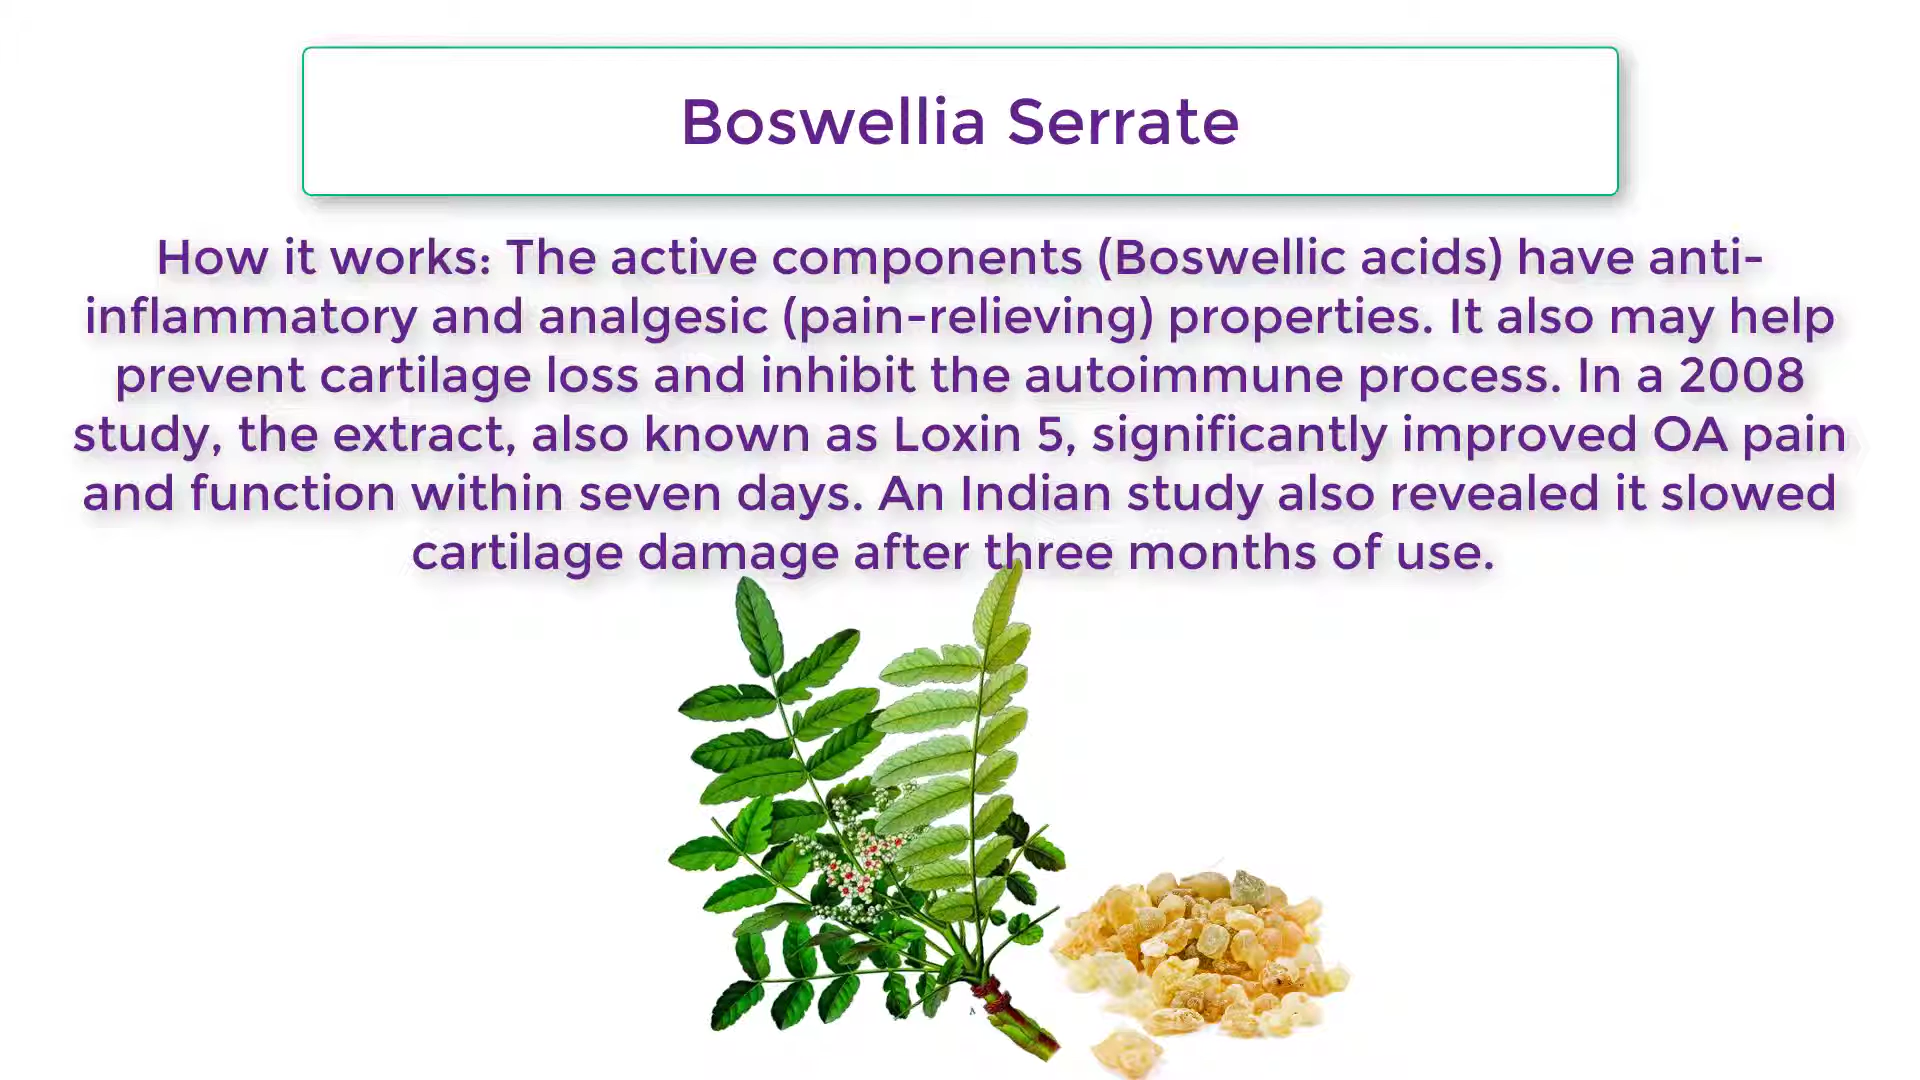 Boswellia Serrate
How it works: The active components (Boswellic acids) have anti-
inflammatory and analgesic (pain-relieving) properties. It also may help
prevent cartilage loss and inhibit the autoimmune process. In a 2008
study, the extract, also known as Loxin 5, significantly improved OA pain
and function within seven days. An Indian study also revealed it slowed
cartilage damage after three months of use.